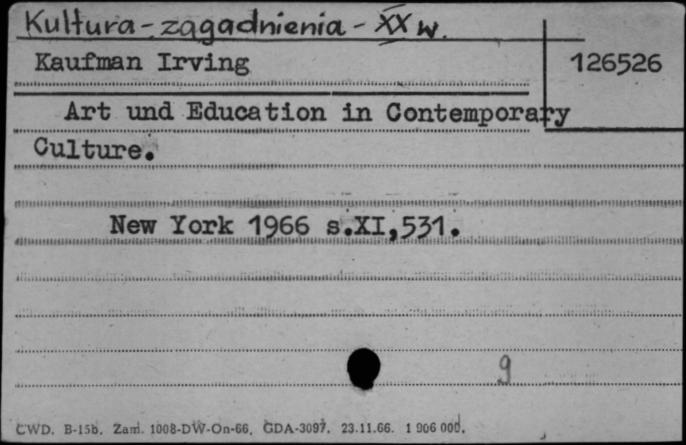 Kultura - zagadnienia - XX w.
Kaufman Irving
126526
Art und Education in Contemporary
Culture.
New York 1966 s.XI,531.
9
CWD. B-15b. Zam. 1008-DW-On-66. GDA-3097. 23.11.66. 1 906 000.